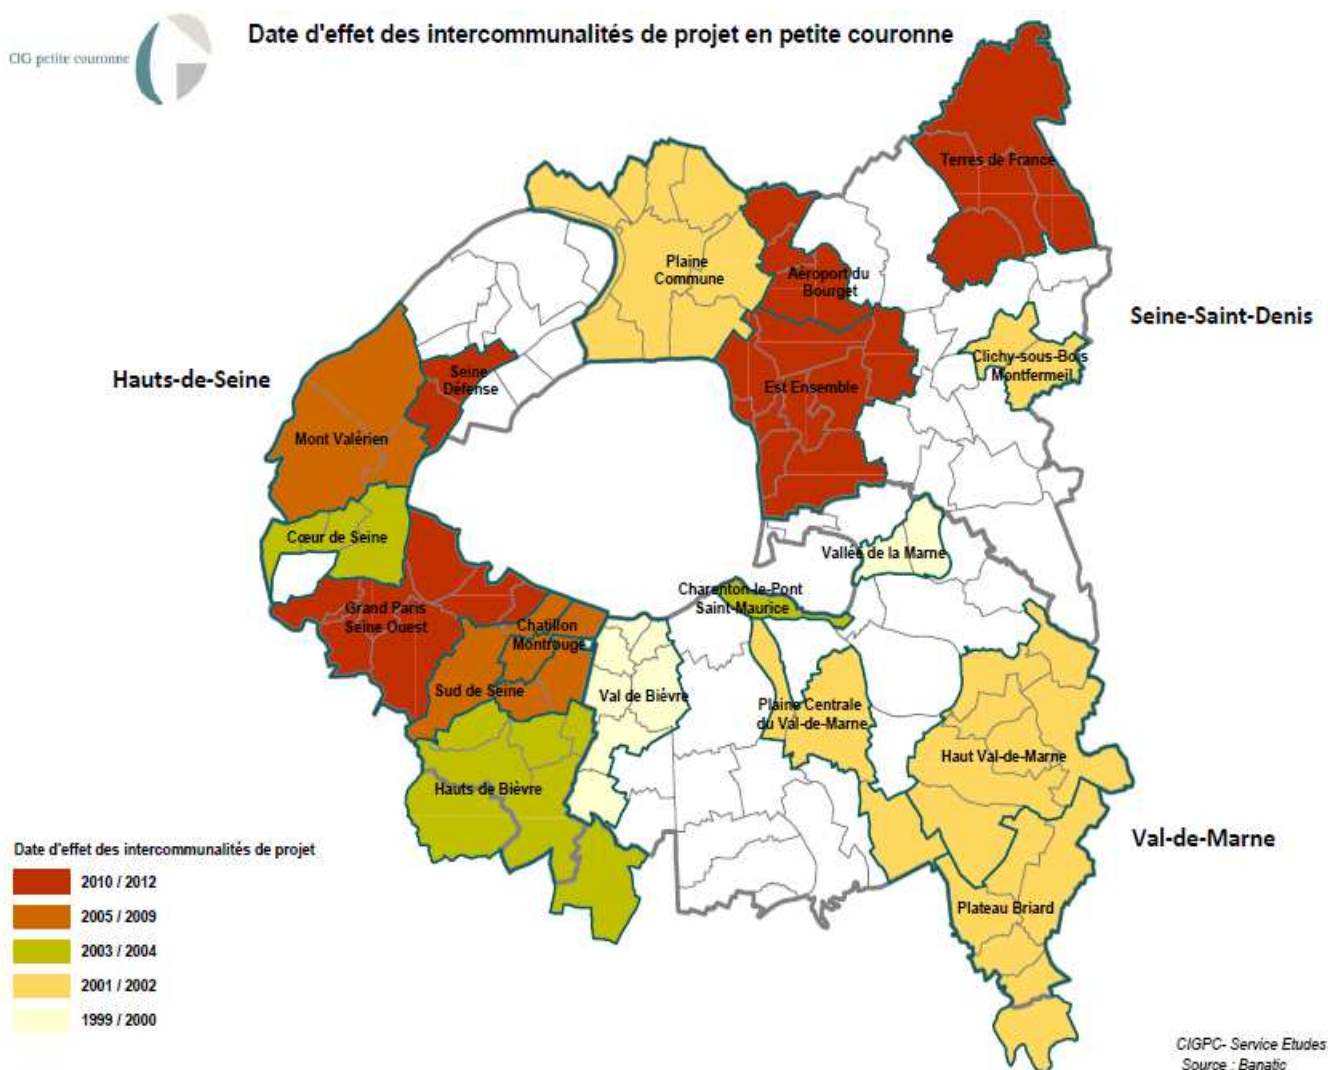 CIG petite couronne
Date d'effet des intercommunalités de projet en petite couronne
Terres de France
Plaine
Commune
Aéroport du
Bourget
Seine-Saint-Denis
Clichy-sous-Bois
Montfermeil
Hauts-de-Seine
Seine
Défense
Est Ensemble
Mont Valérien
Cœur de Seine
Vallée de la Marne
Charenton-le-Pont
Saint-Maurice
Grand Paris
Seine Ouest
Chatillon
Montrouge
Sud de Seine
Val de Bièvre
Plaine Centrale
du Val-de-Marne
Haut Val-de-Marne
Hauts de Bièvre
Val-de-Marne
Plateau Briard
Date d'effet des intercommunalités de projet
2010 / 2012
2005 / 2009
2003 / 2004
2001 / 2002
1999 / 2000
CIGPC- Service Etudes
Source : Banatic